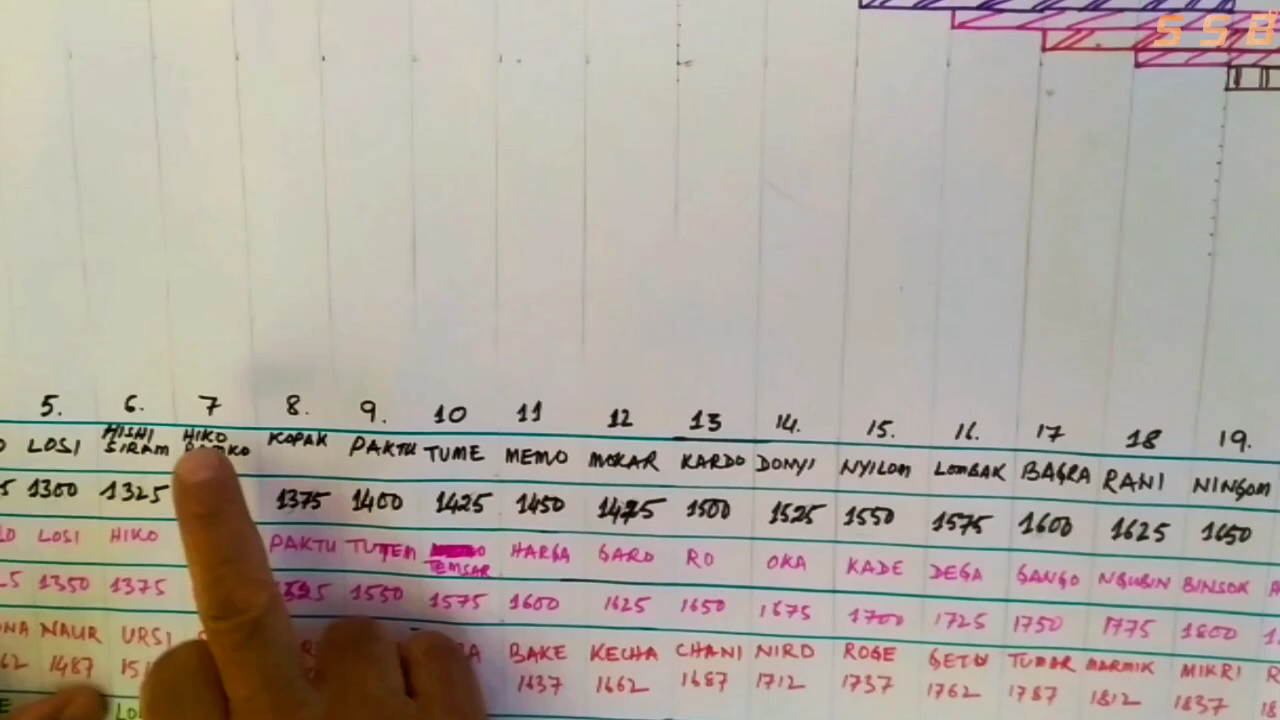 SSB
5. 6. 7 8. 9. 10 11 12 13 14. 15. 16. 17 18 19.
LOSI HISHI SIRAM HIKO KOPAK PAKTU TUME MEMO MOKAR KARDO DONYI NYILOM LOMBAK BAGRA RANI NINGOM
1300 1325 1375 1400 1425 1450 1475 1500 1525 1550 1575 1600 1625 1650
LOSI HIKO PAKTU TUTEM TEMSAR HARGA GARO RO OKA KADE DEGA GANGO NGUBIN BINSOK
1350 1375 1550 1575 1600 1625 1650 1675 1700 1725 1750 1775 1800
NAUR URSI BAKE KECHA CHANI NIRD ROGE GETU TUMAR MARMIK MIKRI
1487 1637 1662 1687 1712 1737 1762 1787 1812 1837